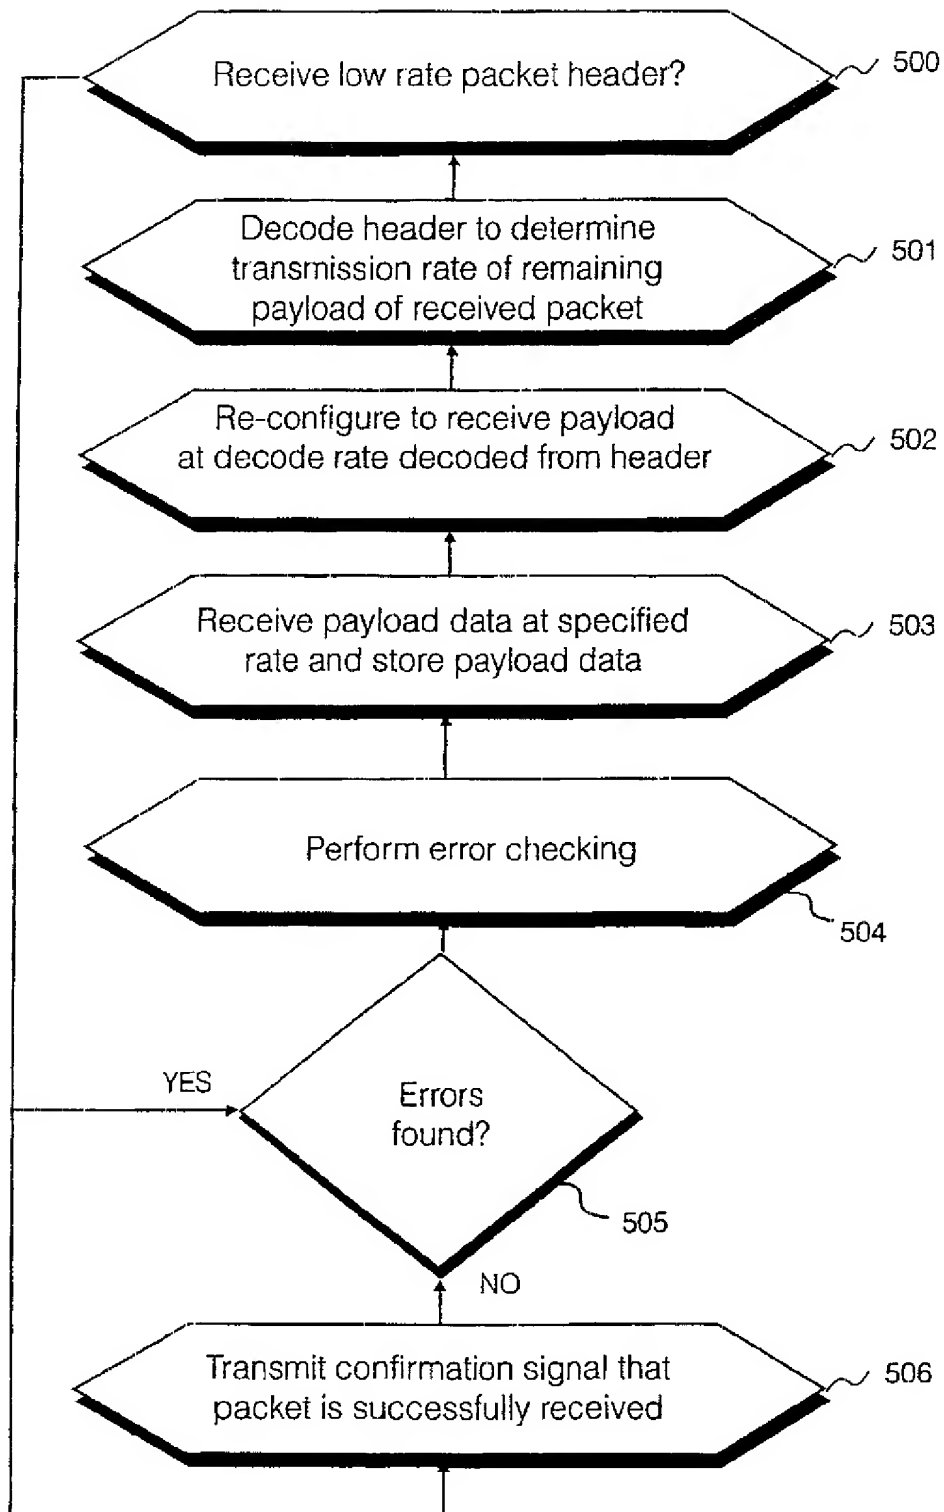 Receive low rate packet header?
500
Decode header to determine
transmission rate of remaining
payload of received packet
501
Re-configure to receive payload
at decode rate decoded from header
502
Receive payload data at specified
rate and store payload data
503
Perform error checking
504
YES
Errors
found?
505
NO
Transmit confirmation signal that
packet is successfully received
506